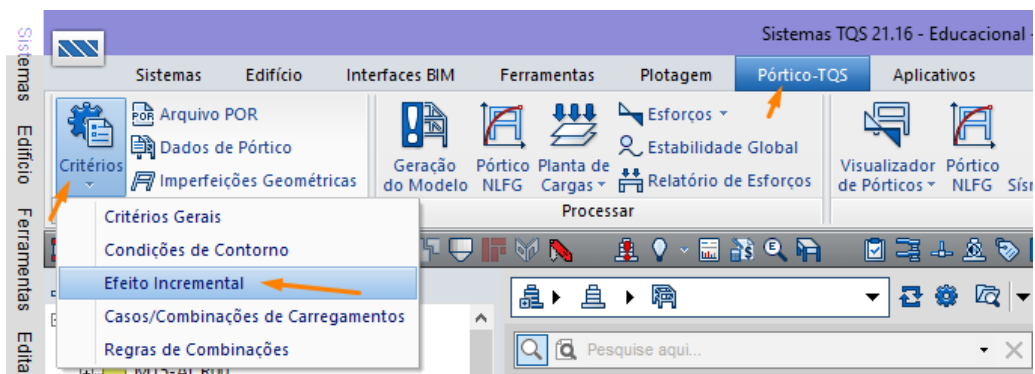 Sistemas TQS 21.16 - Educacional -
Sistemas
Edifício
Ferramentas
Edita
Sistemas Edifício Interfaces BIM Ferramentas Plotagem Pórtico-TQS Aplicativos
Critérios
POR Arquivo POR
Dados de Pórtico
Imperfeições Geométricas
Geração do Modelo
Pórtico NLFG
Planta de Cargas
Esforços
Estabilidade Global
Relatório de Esforços
Visualizador de Pórticos
Pórtico NLFG
Sísr
Processar
Critérios Gerais
Condições de Contorno
Efeito Incremental
Casos/Combinações de Carregamentos
Regras de Combinações
Pesquise aqui...